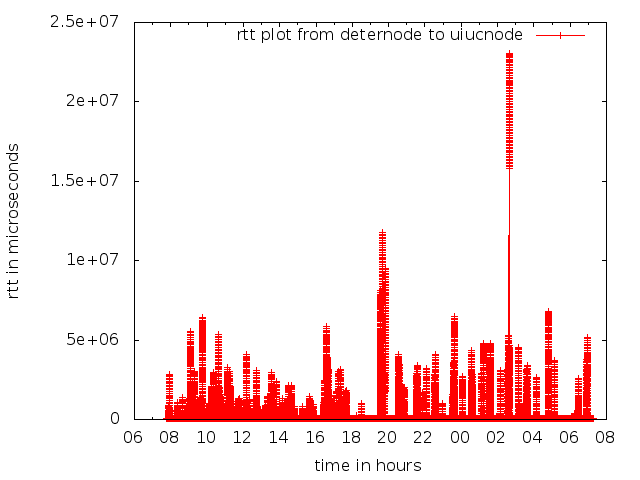 rtt plot from deternode to uiucnode
2.5e+07
2e+07
1.5e+07
1e+07
5e+06
0
rtt in microseconds
06 08 10 12 14 16 18 20 22 00 02 04 06 08
time in hours